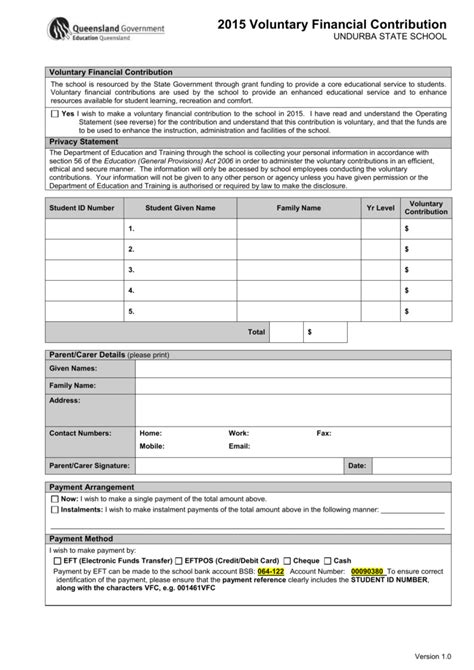 Queensland Government
Education Queensland
2015 Voluntary Financial Contribution
UNDURBA STATE SCHOOL
Voluntary Financial Contribution
The school is resourced by the State Government through grant funding to provide a core educational service to students.
Voluntary financial contributions are used by the school to provide an enhanced educational service and to enhance
resources available for student learning, recreation and comfort.
Yes I wish to make a voluntary financial contribution to the school in 2015. I have read and understand the Operating
Statement (see reverse) for the contribution and understand that this contribution is voluntary, and that the funds are
to be used to enhance the instruction, administration and facilities of the school.
Privacy Statement
The Department of Education and Training through the school is collecting your personal information in accordance with
section 56 of the Education (General Provisions) Act 2006 in order to administer the voluntary contributions in an efficient,
ethical and secure manner. The information will only be accessed by school employees conducting the voluntary
contributions. Your information will not be given to any other person or agency unless you have given permission or the
Department of Education and Training is authorised or required by law to make the disclosure.
Student ID Number Student Given Name Family Name Yr Level Voluntary Contribution
1. $
2. $
3. $
4. $
5. $
Total $
Parent/Carer Details (please print)
Given Names:
Family Name:
Address:
Contact Numbers: Home: Work: Fax:
Mobile: Email:
Parent/Carer Signature: Date:
Payment Arrangement
Now: I wish to make a single payment of the total amount above.
Instalments: I wish to make instalment payments of the total amount above in the following manner:
Payment Method
I wish to make payment by:
EFT (Electronic Funds Transfer) EFTPOS (Credit/Debit Card) Cheque Cash
Payment by EFT can be made to the school bank account BSB: 064-122 Account Number: 00090380 To ensure correct
identification of the payment, please ensure that the payment reference clearly includes the STUDENT ID NUMBER,
along with the characters VFC, e.g. 001461VFC
Version 1.0